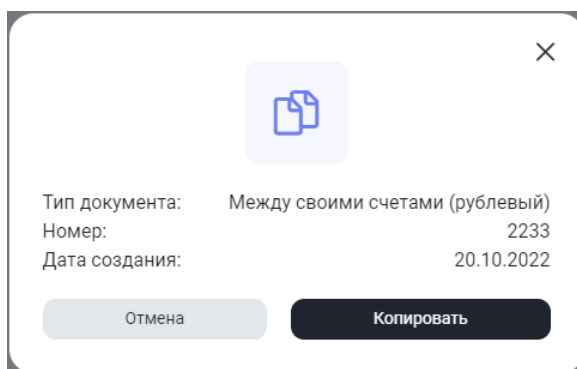 Тип документа: Между своими счетами (рублевый)
Номер: 2233
Дата создания: 20.10.2022
Отмена Копировать